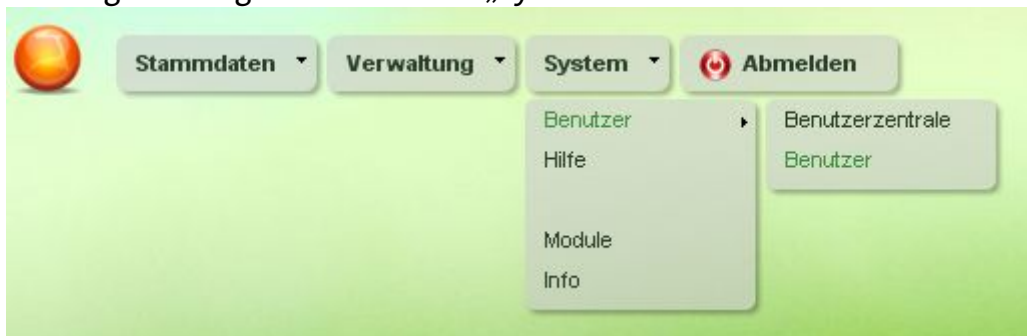 Stammdaten Verwaltung System Abmelden
Benutzer Benutzerzentrale
Hilfe Benutzer
Module
Info